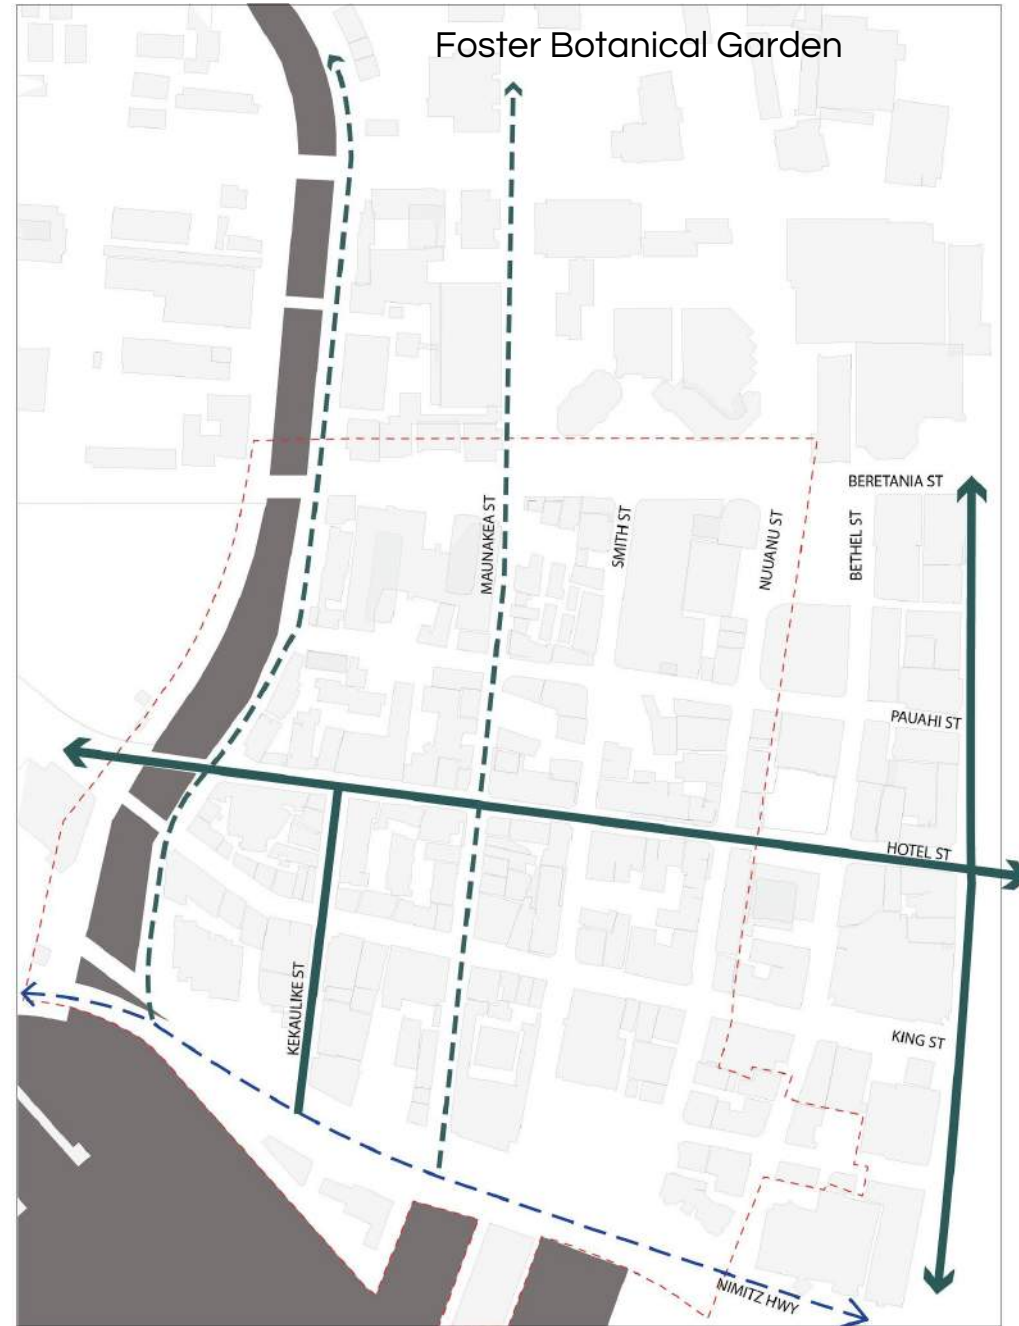 Foster Botanical Garden
BERETANIA ST
MAUNAKEA ST
SMITH ST
NUUANU ST
BETHEL ST
PAUAHI ST
HOTEL ST
KEKAULIKE ST
KING ST
NIMITZ HWY